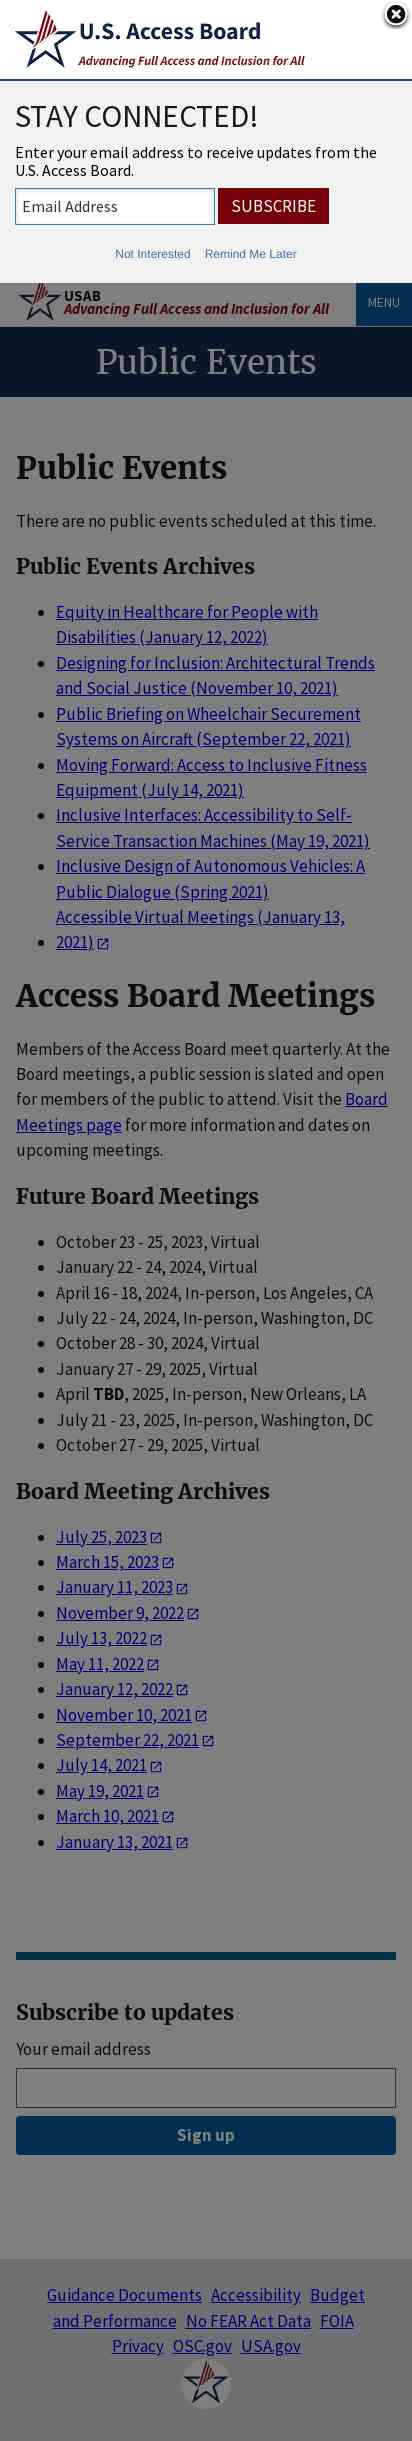 U.S. Access Board
Advancing Full Access and Inclusion for All
STAY CONNECTED!
Enter your email address to receive updates from the
U.S. Access Board.
Email Address
SUBSCRIBE
Not Interested Remind Me Later
USAB
Advancing Full Access and Inclusion for All
MENU
Public Events
Public Events
There are no public events scheduled at this time.
Public Events Archives
Equity in Healthcare for People with
Disabilities (January 12, 2022)
Designing for Inclusion: Architectural Trends
and Social Justice (November 10, 2021)
Public Briefing on Wheelchair Securement
Systems on Aircraft (September 22, 2021)
Moving Forward: Access to Inclusive Fitness
Equipment (July 14, 2021)
Inclusive Interfaces: Accessibility to Self-
Service Transaction Machines (May 19, 2021)
Inclusive Design of Autonomous Vehicles: A
Public Dialogue (Spring 2021)
Accessible Virtual Meetings (January 13,
2021)
Access Board Meetings
Members of the Access Board meet quarterly. At the
Board meetings, a public session is slated and open
for members of the public to attend. Visit the Board
Meetings page for more information and dates on
upcoming meetings.
Future Board Meetings
October 23 - 25, 2023, Virtual
January 22 - 24, 2024, Virtual
April 16 - 18, 2024, In-person, Los Angeles, CA
July 22 - 24, 2024, In-person, Washington, DC
October 28 - 30, 2024, Virtual
January 27 - 29, 2025, Virtual
April TBD, 2025, In-person, New Orleans, LA
July 21 - 23, 2025, In-person, Washington, DC
October 27 - 29, 2025, Virtual
Board Meeting Archives
July 25, 2023
March 15, 2023
January 11, 2023
November 9, 2022
July 13, 2022
May 11, 2022
January 12, 2022
November 10, 2021
September 22, 2021
July 14, 2021
May 19, 2021
March 10, 2021
January 13, 2021
Subscribe to updates
Your email address
Sign up
Guidance Documents Accessibility Budget
and Performance No FEAR Act Data FOIA
Privacy OSC.gov USA.gov